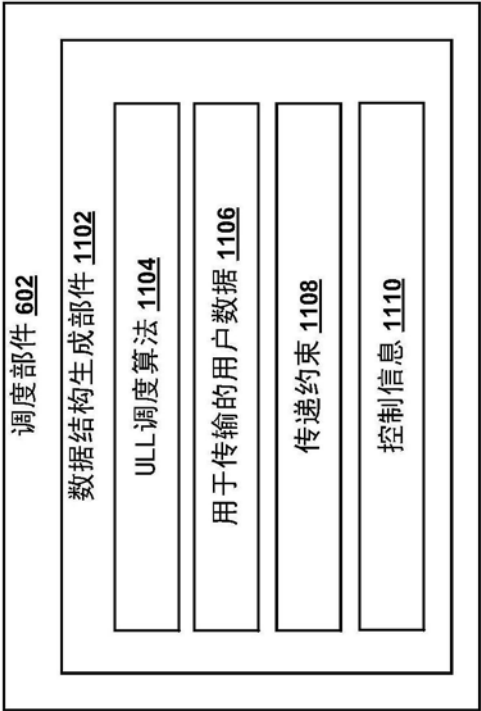 调度部件 602
数据结构生成部件 1102
ULL调度算法 1104
用于传输的用户数据 1106
传递约束 1108
控制信息 1110